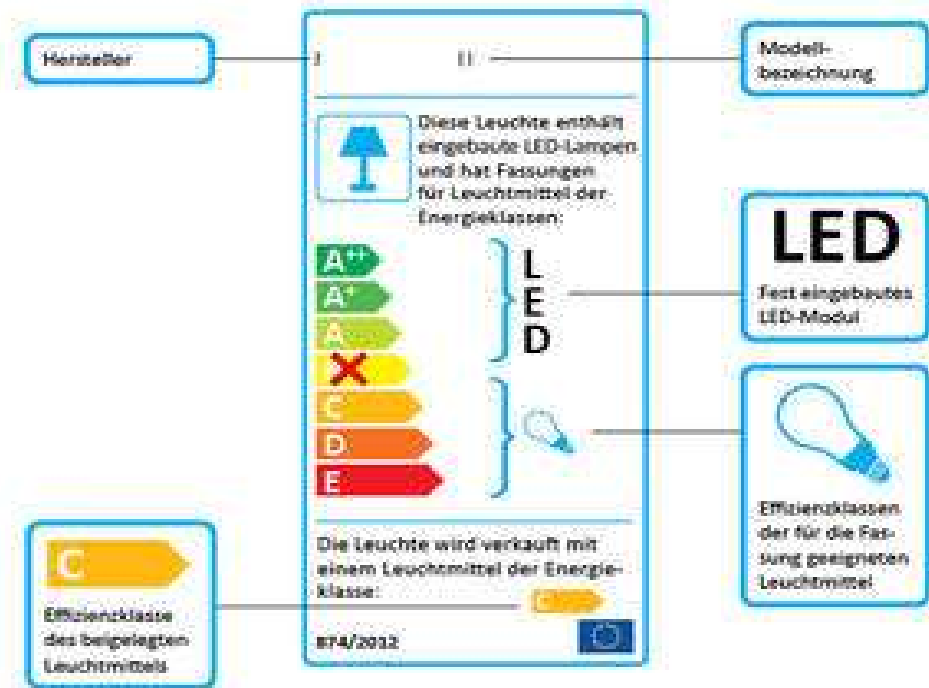 Hersteller
I
I I
Modell-
bezeichnung
Diese Leuchte enthält
eingebaute LED-Lampen
und hat Fassungen
für Leuchtmittel der
Energieklassen:
A++
A+
A
C
D
E
L
E
D
LED
Fest eingebautes
LED-Modul
Effizienzklassen
der für die Fas-
sung geeigneten
Leuchtmittel
Die Leuchte wird verkauft mit
einem Leuchtmittel der Energie-
klasse:
C
874/2012
C
Effizienzklasse
des beigelegten
Leuchtmittels